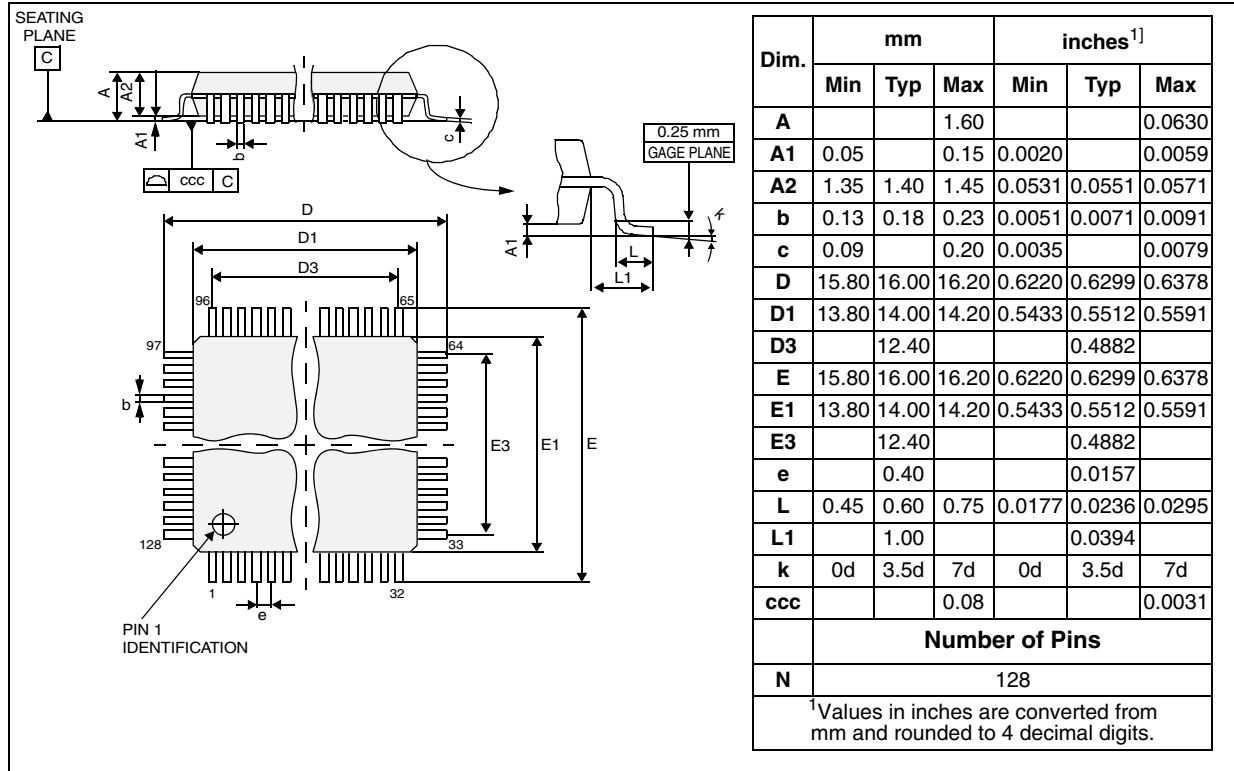 SEATING
PLANE
C
A
A2
A1
b
c
ccc C
0.25 mm
GAGE PLANE
A1
L
L1
k
D
D1
D3
96
65
97
64
b
E3
E1
E
128
33
1
32
e
PIN 1
IDENTIFICATION
Dim. mm inches1]
Min Typ Max Min Typ Max
A 1.60 0.0630
A1 0.05 0.15 0.0020 0.0059
A2 1.35 1.40 1.45 0.0531 0.0551 0.0571
b 0.13 0.18 0.23 0.0051 0.0071 0.0091
c 0.09 0.20 0.0035 0.0079
D 15.80 16.00 16.20 0.6220 0.6299 0.6378
D1 13.80 14.00 14.20 0.5433 0.5512 0.5591
D3 12.40 0.4882
E 15.80 16.00 16.20 0.6220 0.6299 0.6378
E1 13.80 14.00 14.20 0.5433 0.5512 0.5591
E3 12.40 0.4882
e 0.40 0.0157
L 0.45 0.60 0.75 0.0177 0.0236 0.0295
L1 1.00 0.0394
k 0d 3.5d 7d 0d 3.5d 7d
ccc 0.08 0.0031
Number of Pins
N 128
1Values in inches are converted from
mm and rounded to 4 decimal digits.